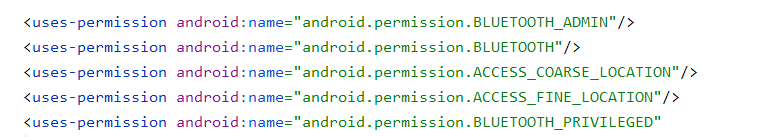 <uses-permission android:name="android.permission.BLUETOOTH_ADMIN"/>
<uses-permission android:name="android.permission.BLUETOOTH"/>
<uses-permission android:name="android.permission.ACCESS_COARSE_LOCATION"/>
<uses-permission android:name="android.permission.ACCESS_FINE_LOCATION"/>
<uses-permission android:name="android.permission.BLUETOOTH_PRIVILEGED"